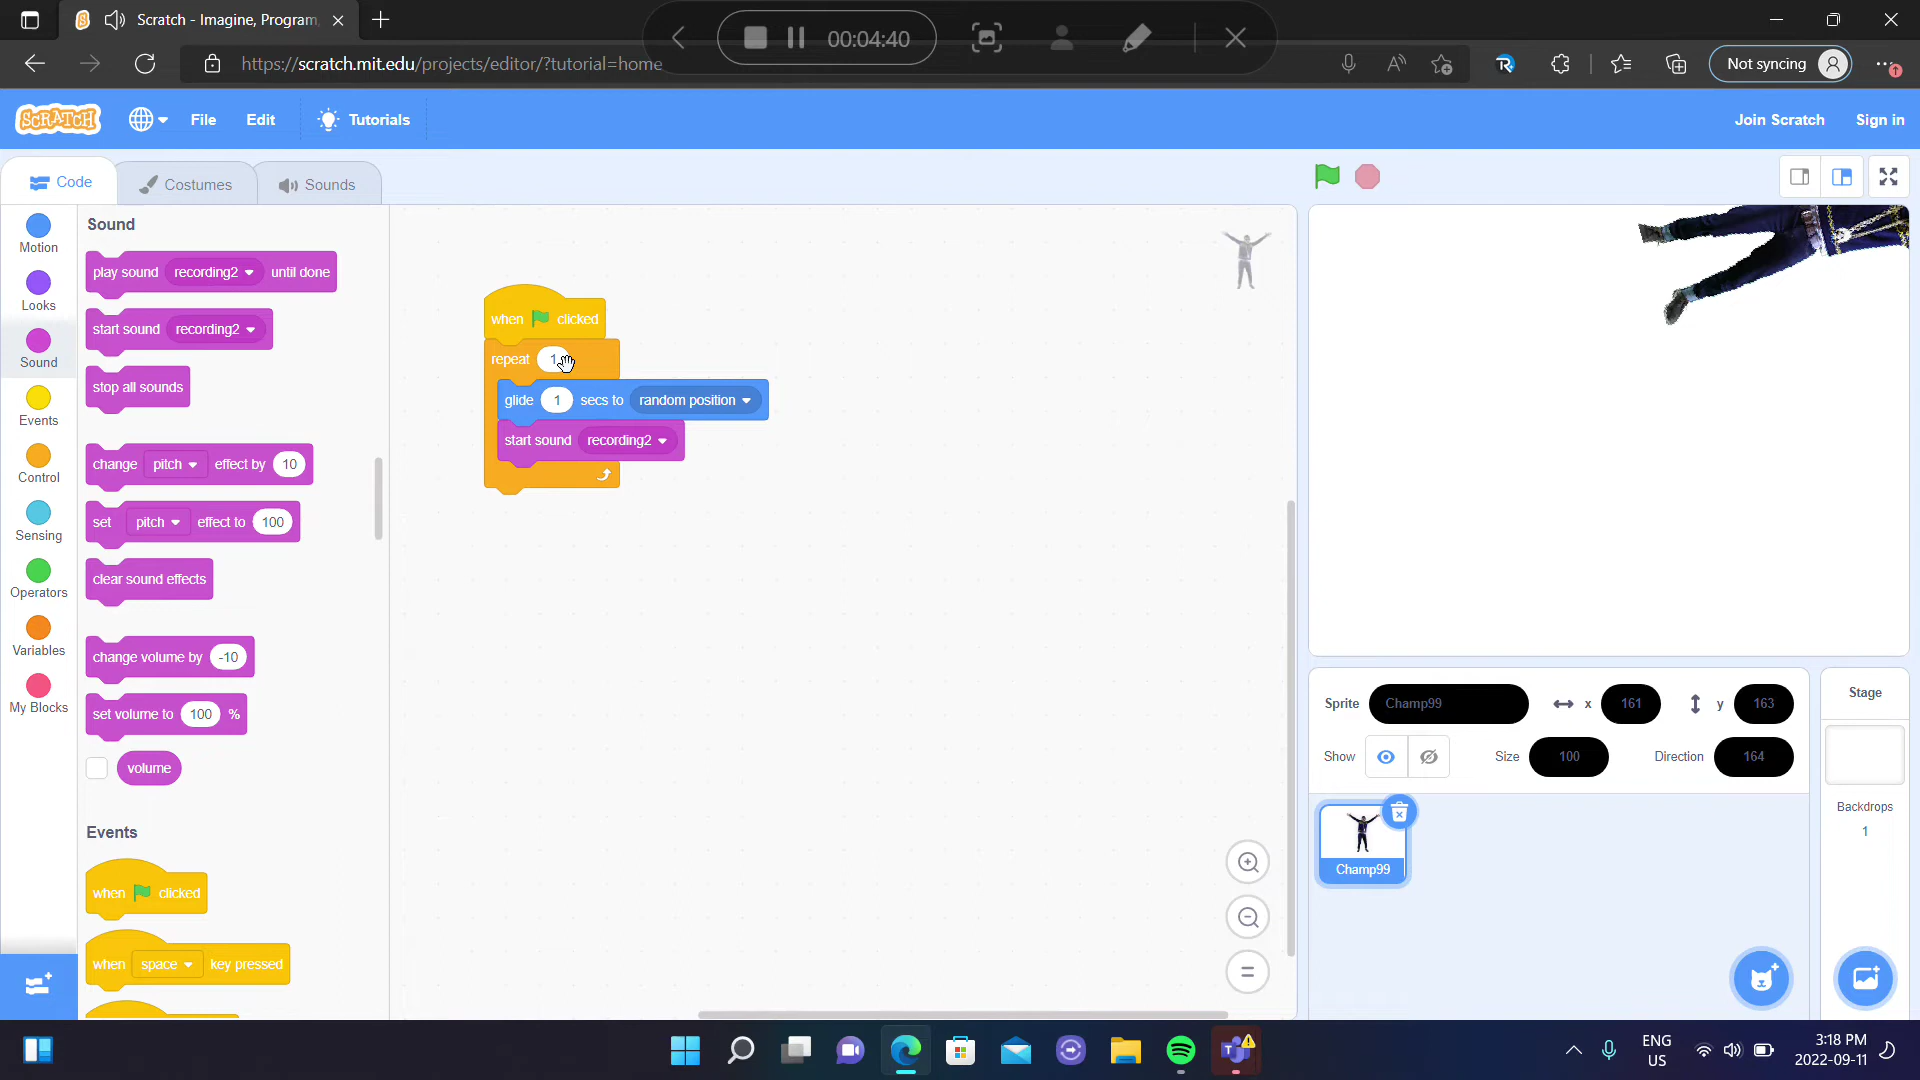 Scratch - Imagine, Program,
00:04:40
https://scratch.mit.edu/projects/editor/?tutorial=home
Not syncing
SCRATCH
File
Edit
Tutorials
Join Scratch
Sign in
Code
Costumes
Sounds
Motion
Looks
Sound
Events
Control
Sensing
Operators
Variables
My Blocks
Sound
play sound recording2 until done
start sound recording2
stop all sounds
change pitch effect by 10
set pitch effect to 100
clear sound effects
change volume by -10
set volume to 100 %
volume
Events
when clicked
when space key pressed
when clicked
repeat 1
glide 1 secs to random position
start sound recording2
Sprite Champ99 x 161 y 163
Show Size 100 Direction 164
Champ99
Stage
Backdrops
1
ENG
US
3:18 PM
2022-09-11